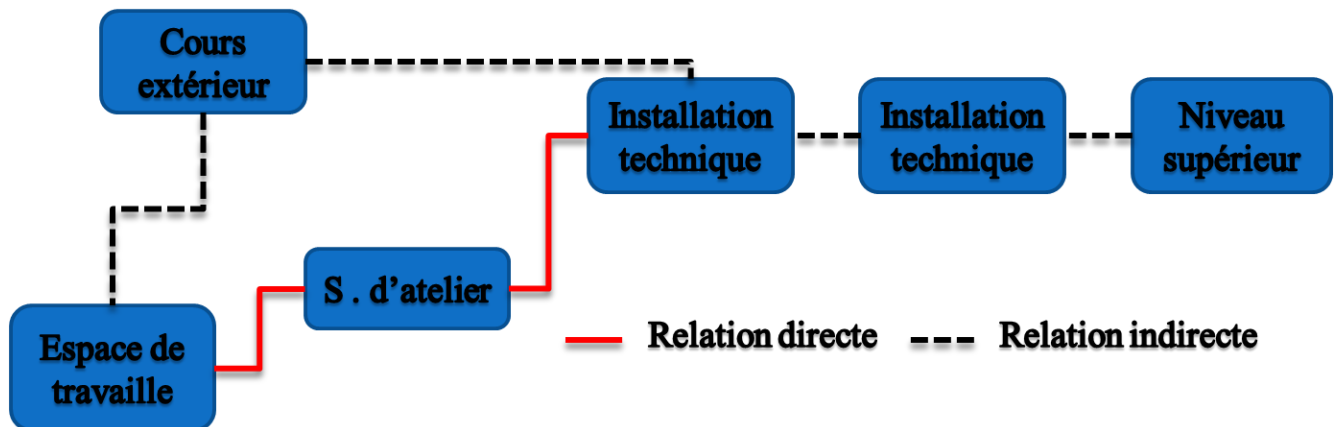 Cours
extérieur
Installation
technique
Installation
technique
Niveau
supérieur
S . d’atelier
Espace de
travaille
Relation directe
Relation indirecte